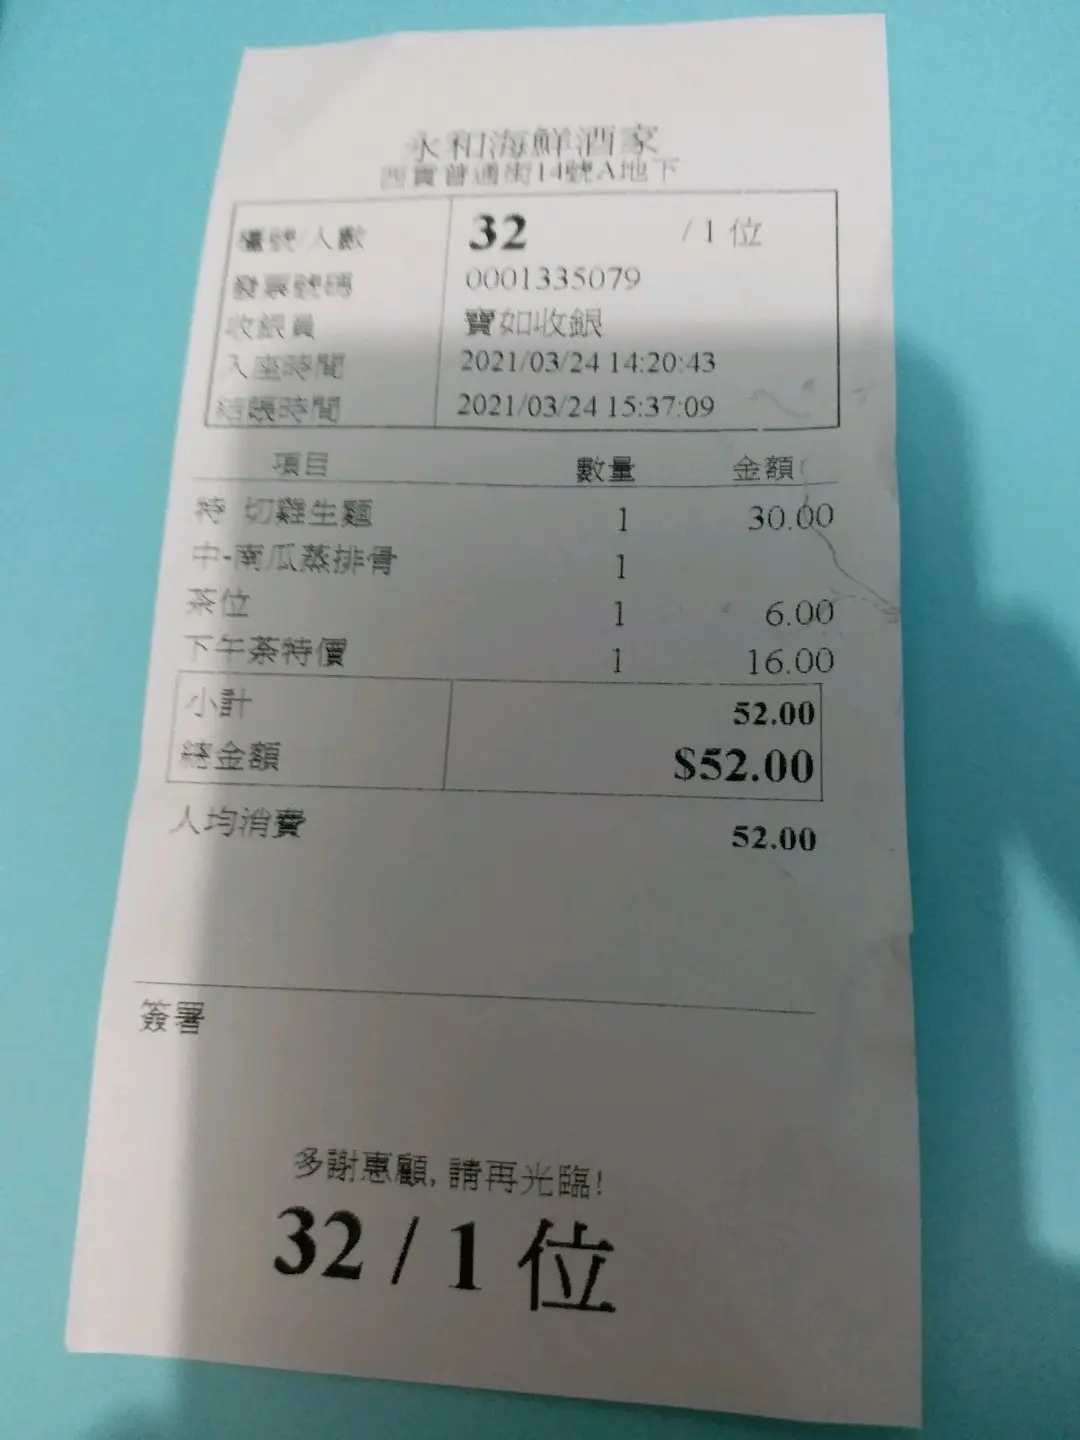 永和海鮮酒家
西貢普通街14號A地下
檯號/人數 32 /1 位
發票號碼 0001335079
收銀員 寶如收銀
入座時間 2021/03/24 14:20:43
結賬時間 2021/03/24 15:37:09
項目 數量 金額
特 切雞生麵 1 30.00
中-南瓜蒸排骨 1
茶位 1 6.00
下午茶特價 1 16.00
小計 52.00
總金額 $52.00
人均消費 52.00
簽署
多謝惠顧, 請再光臨!
32 / 1 位